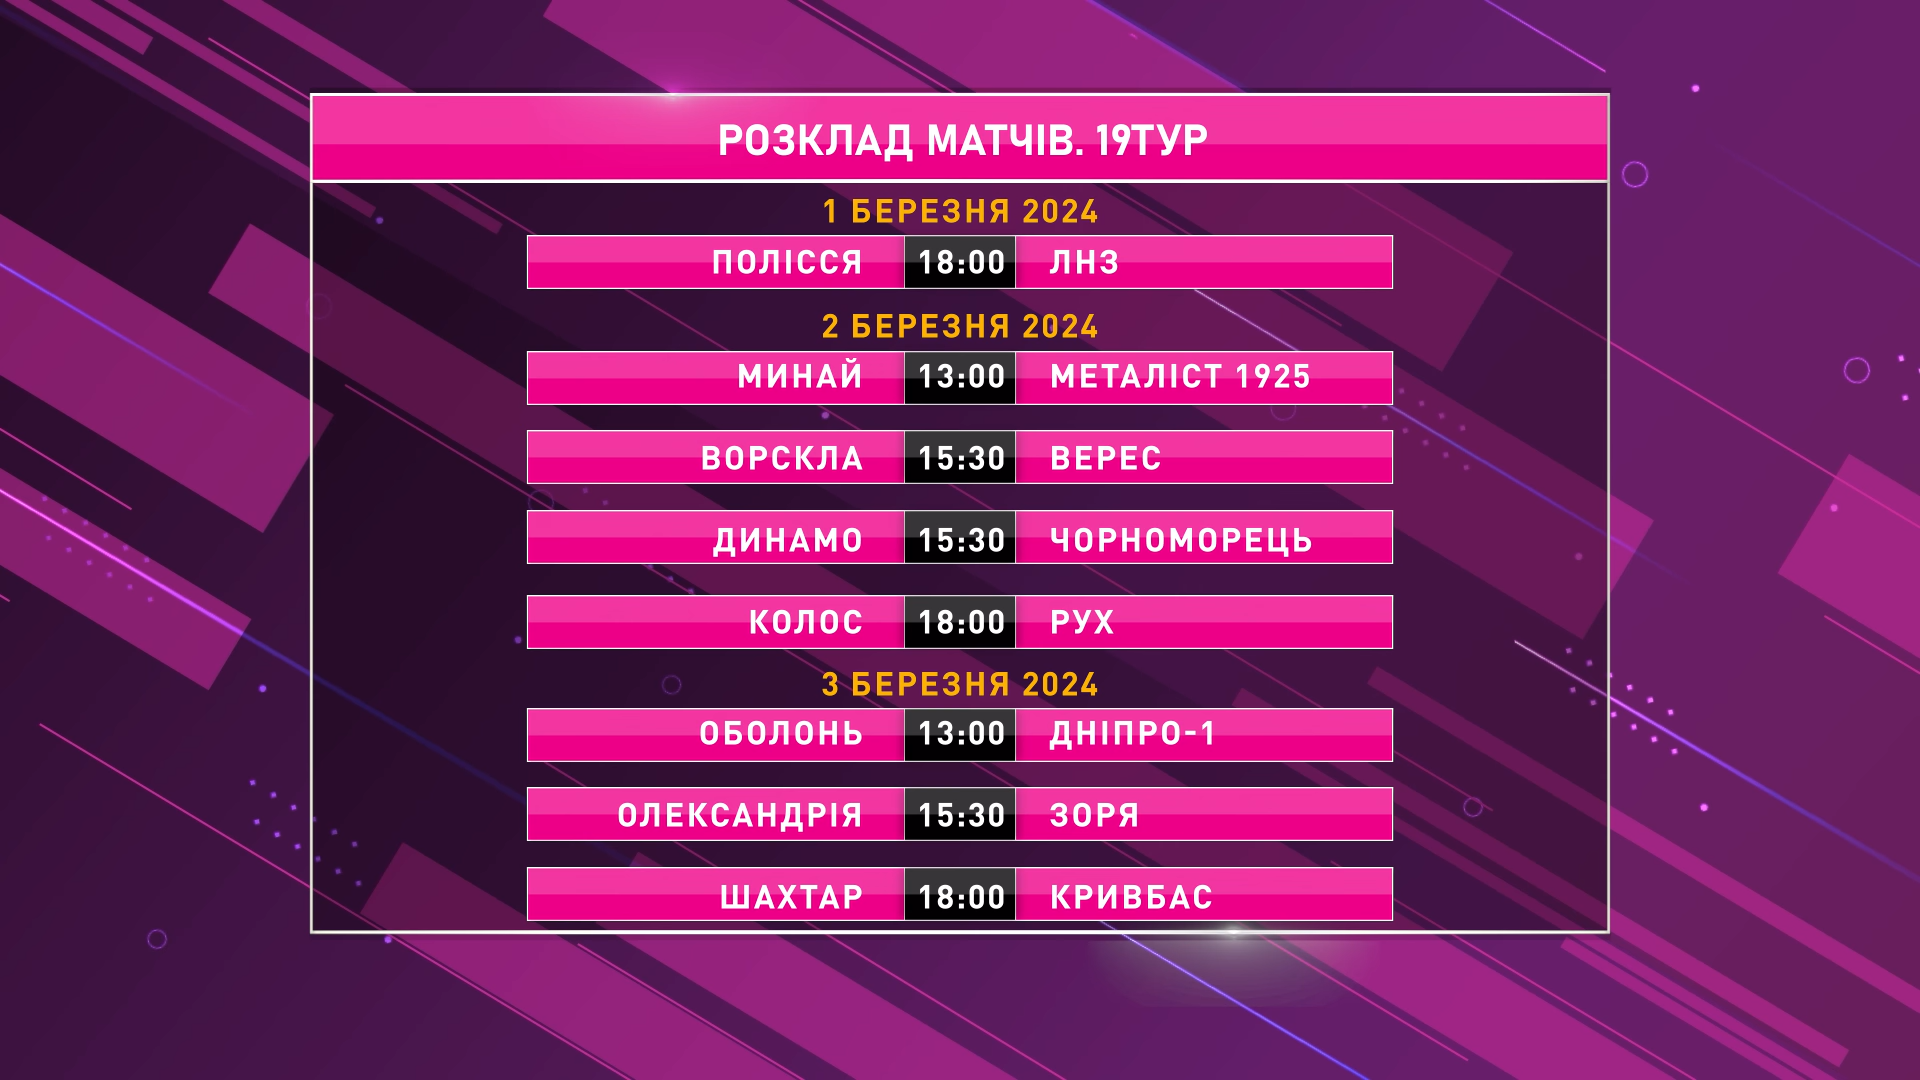 РОЗКЛАД МАТЧІВ. 19ТУР
1 БЕРЕЗНЯ 2024
ПОЛІССЯ 18:00 ЛНЗ
2 БЕРЕЗНЯ 2024
МИНАЙ 13:00 МЕТАЛІСТ 1925
ВОРСКЛА 15:30 ВЕРЕС
ДИНАМО 15:30 ЧОРНОМОРЕЦЬ
КОЛОС 18:00 РУХ
3 БЕРЕЗНЯ 2024
ОБОЛОНЬ 13:00 ДНІПРО-1
ОЛЕКСАНДРІЯ 15:30 ЗОРЯ
ШАХТАР 18:00 КРИВБАС